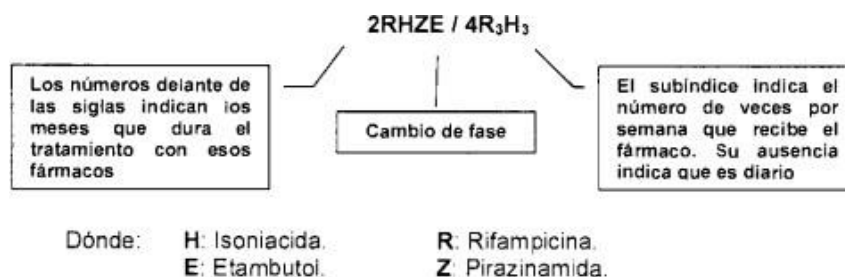 2RHZE / 4R₃H₃
Los números delante de
las siglas indican los
meses que dura el
tratamiento con esos
fármacos
Cambio de fase
El subíndice indica el
número de veces por
semana que recibe el
fármaco. Su ausencia
indica que es diario
Dónde: H: Isoniacida. R: Rifampicina.
E: Etambutol. Z: Pirazinamida.